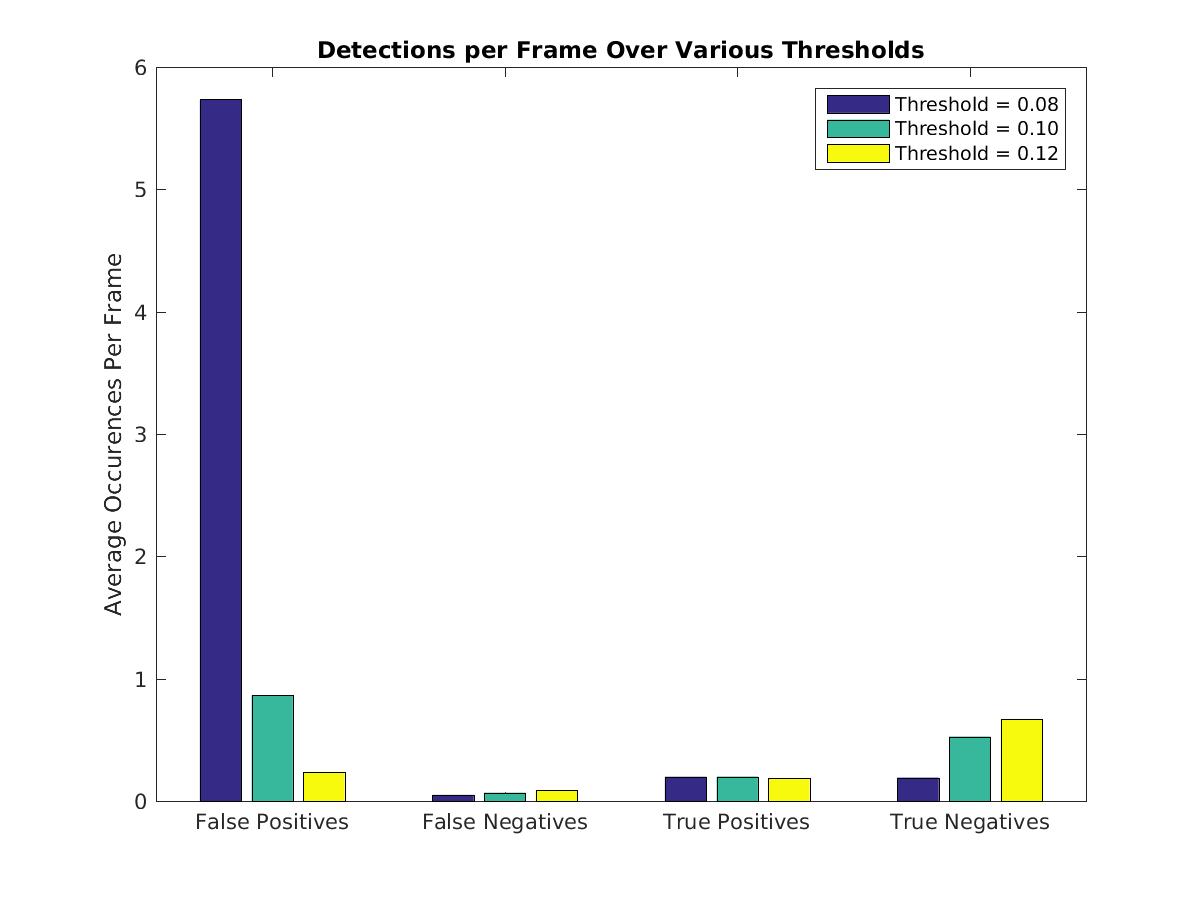 Detections per Frame Over Various Thresholds
6
5
4
3
2
1
0
Average Occurences Per Frame
Threshold = 0.08
Threshold = 0.10
Threshold = 0.12
False Positives
False Negatives
True Positives
True Negatives